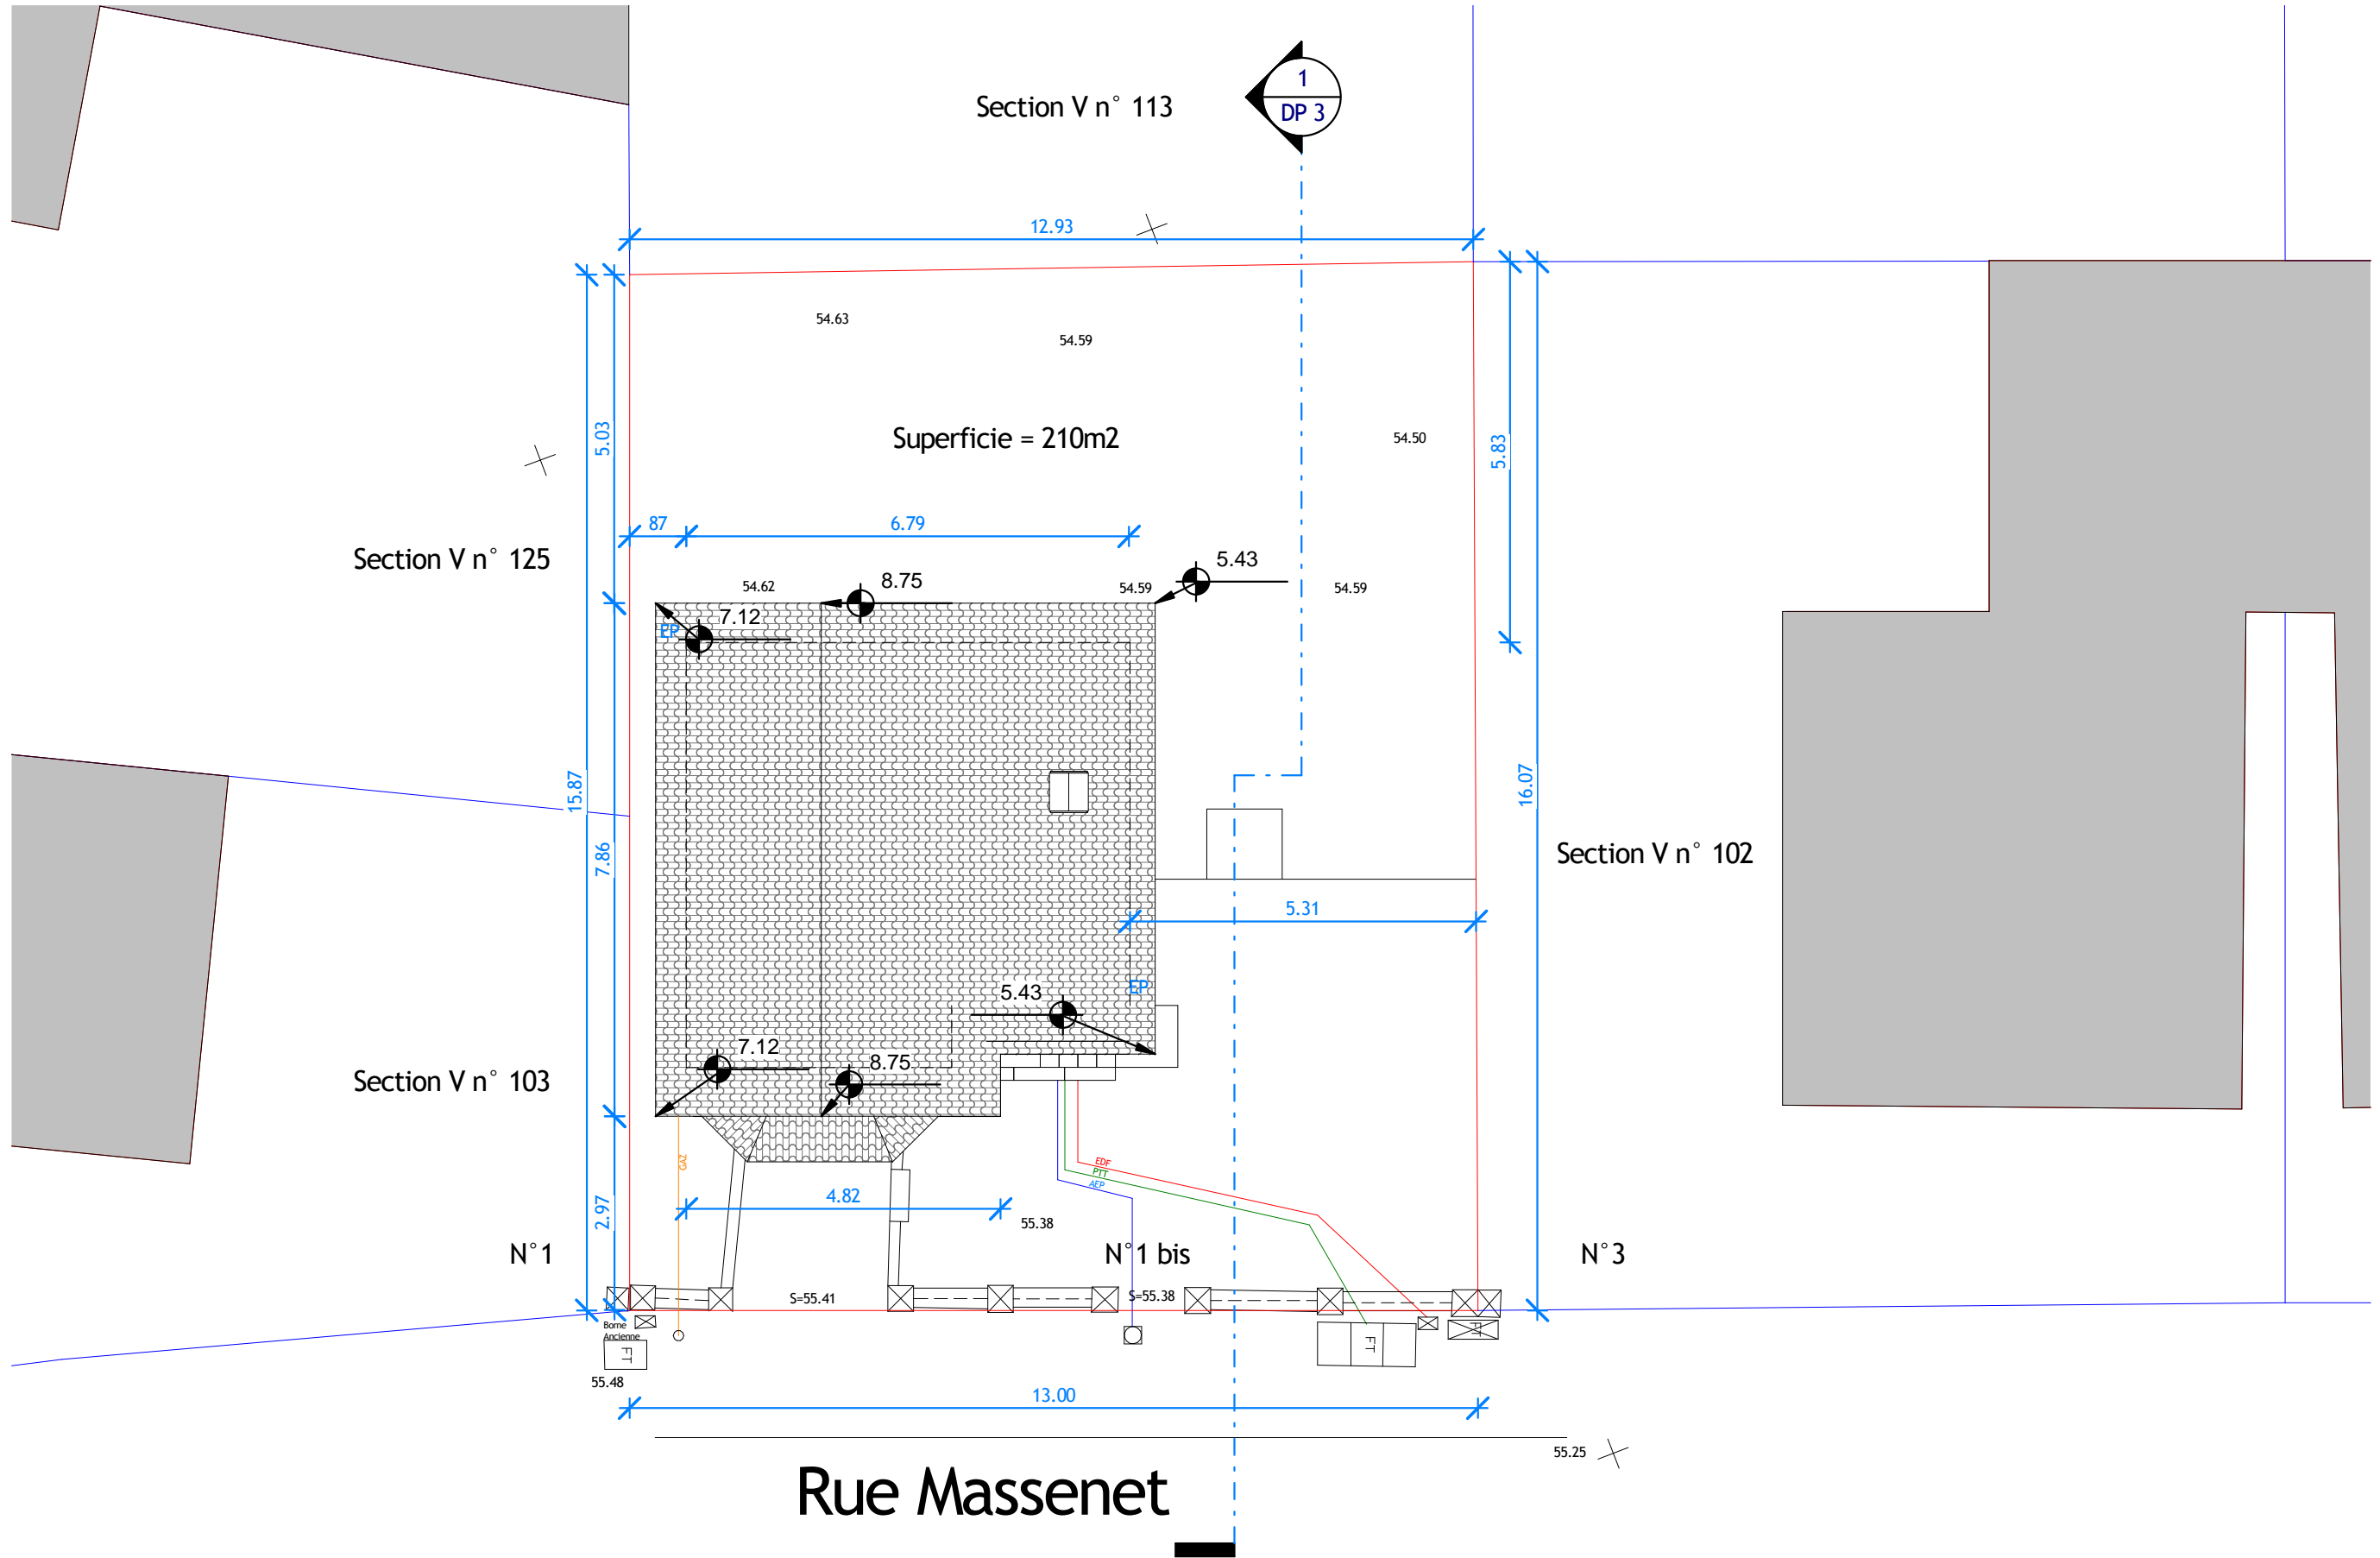 1
DP 3
Section V n° 113
12.93
54.63
54.59
5.03
Superficie = 210m2
54.50
5.83
87
6.79
Section V n° 125
54.62
8.75
54.59
5.43
54.59
7.12
EP
15.87
16.07
7.86
Section V n° 102
5.31
EP
5.43
7.12
8.75
Section V n° 103
GAZ
EDF
PTT
AEP
4.82
2.97
55.38
N°1
N°1 bis
N°3
S=55.41
S=55.38
Borne
Ancienne
FT
FT
FT
55.48
13.00
55.25
Rue Massenet